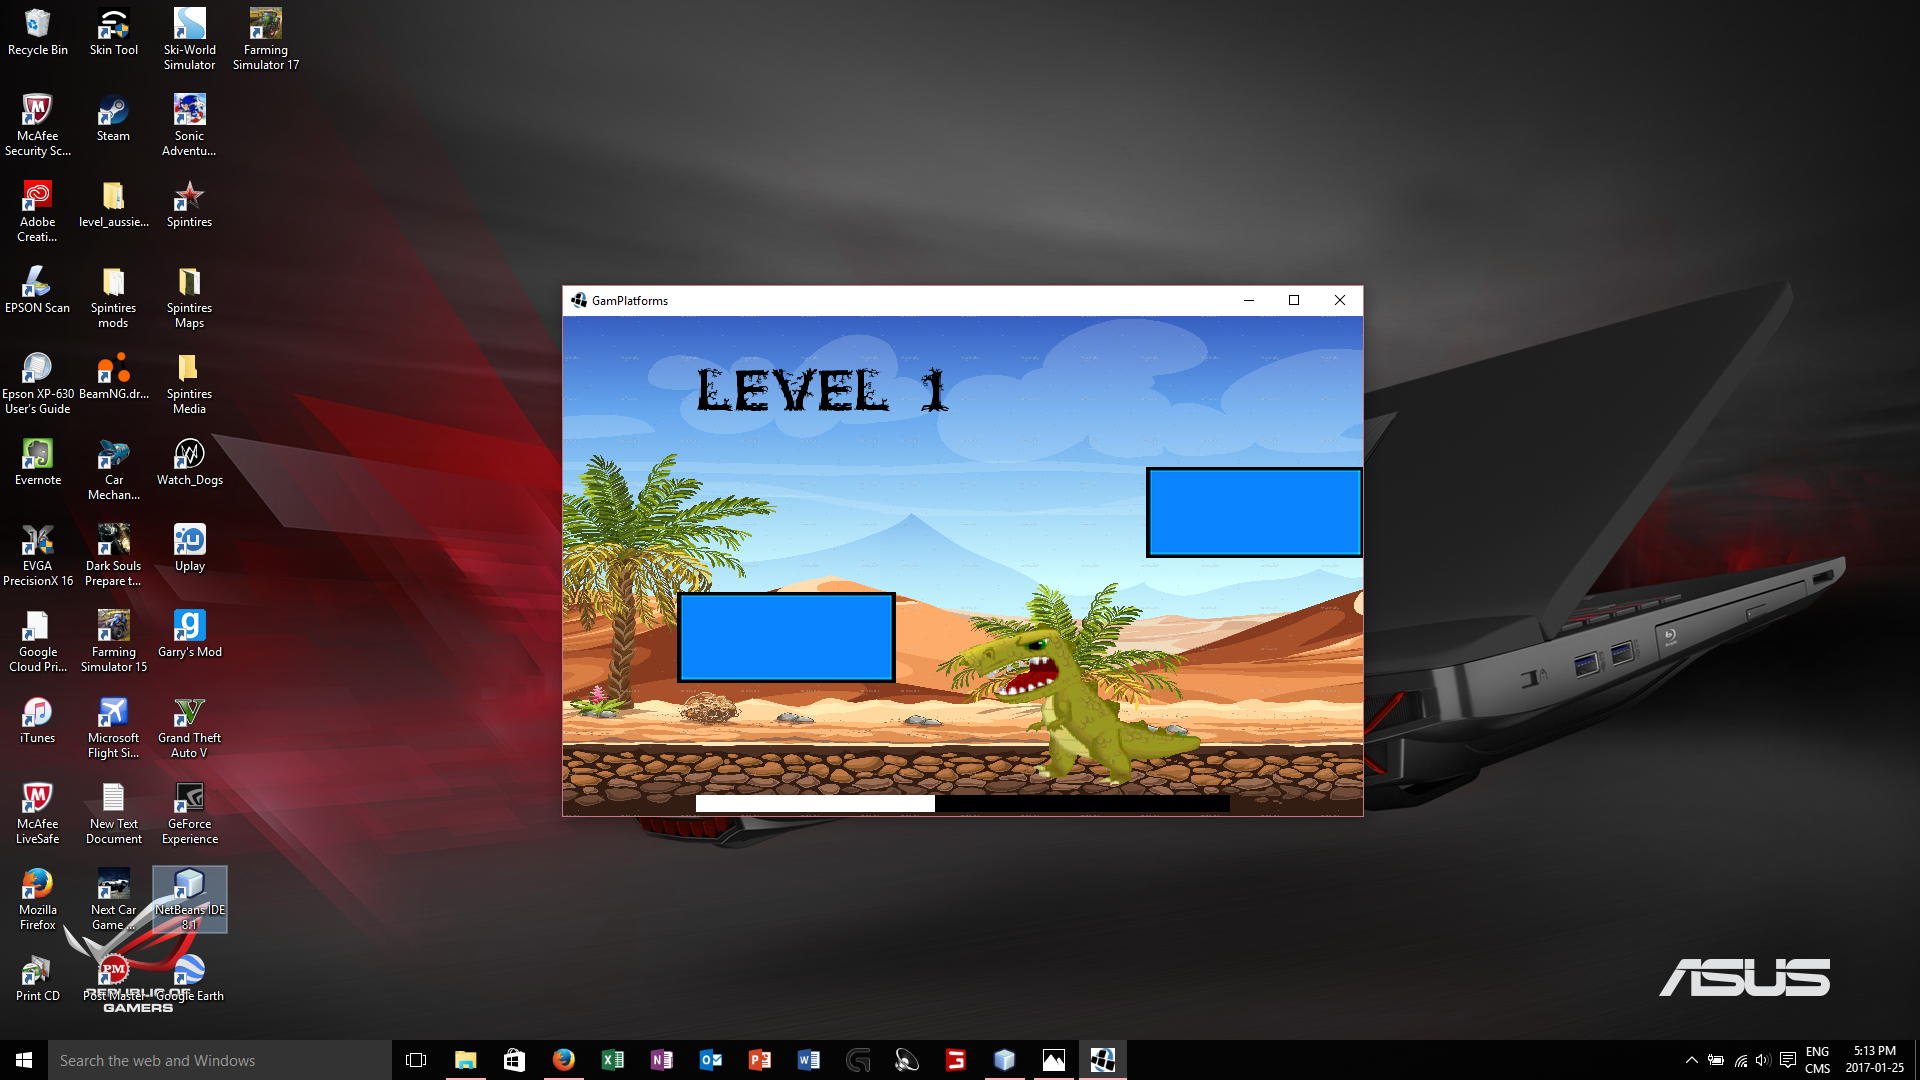 Recycle Bin
Skin Tool
Ski-World
Simulator
Farming
Simulator 17
McAfee
Security Sc...
Steam
Sonic
Adventu...
Adobe
Creati...
level_aussie...
Spintires
EPSON Scan
Spintires
mods
Spintires
Maps
Epson XP-630
User's Guide
BeamNG.dr...
Spintires
Media
Evernote
Car
Mechan...
Watch_Dogs
EVGA
PrecisionX 16
Dark Souls
Prepare t...
Uplay
Google
Cloud Pri...
Farming
Simulator 15
Garry's Mod
iTunes
Microsoft
Flight Si...
Grand Theft
Auto V
McAfee
LiveSafe
New Text
Document
GeForce
Experience
Mozilla
Firefox
Next Car
Game ...
NetBeans IDE
8.1
Print CD
Post Master
Google Earth
REPUBLIC OF
GAMERS
GamPlatforms
LEVEL 1
ASUS
Search the web and Windows
ENG
CMS
5:13 PM
2017-01-25